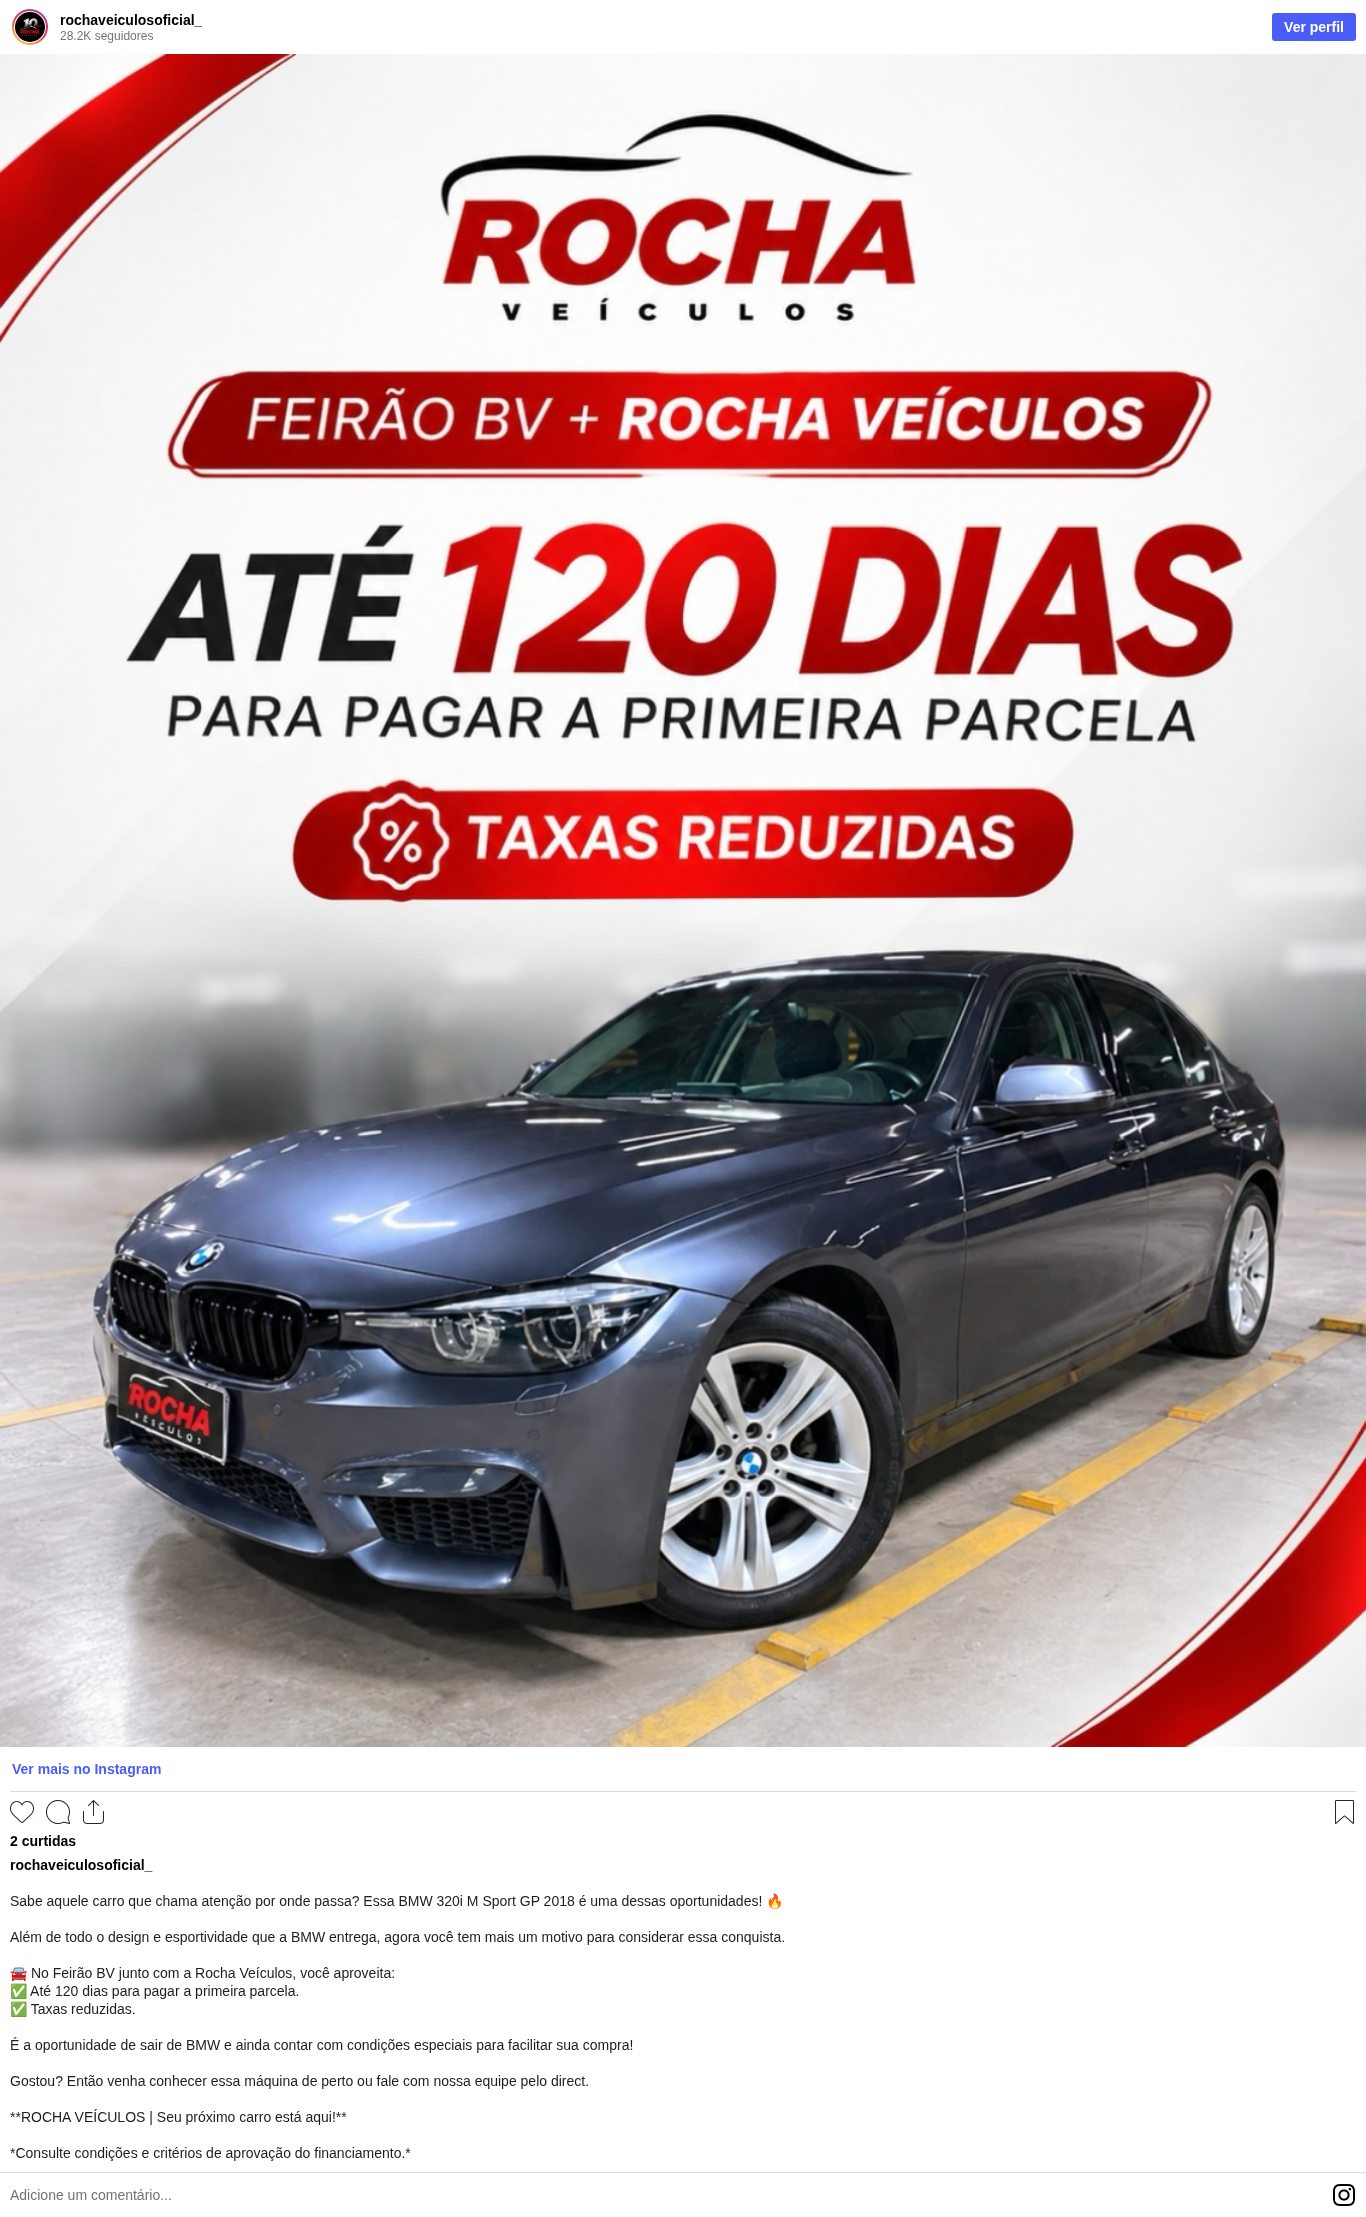 rochaveiculosoficial_
28.2K seguidores
Ver perfil
ROCHA
VEÍCULOS
FEIRÃO BV + ROCHA VEÍCULOS
ATÉ 120 DIAS
PARA PAGAR A PRIMEIRA PARCELA
% TAXAS REDUZIDAS
ROCHA
VEÍCULOS
Ver mais no Instagram
2 curtidas
rochaveiculosoficial_
Sabe aquele carro que chama atenção por onde passa? Essa BMW 320i M Sport GP 2018 é uma dessas oportunidades! 🔥
Além de todo o design e esportividade que a BMW entrega, agora você tem mais um motivo para considerar essa conquista.
🚘 No Feirão BV junto com a Rocha Veículos, você aproveita:
✅ Até 120 dias para pagar a primeira parcela.
✅ Taxas reduzidas.
É a oportunidade de sair de BMW e ainda contar com condições especiais para facilitar sua compra!
Gostou? Então venha conhecer essa máquina de perto ou fale com nossa equipe pelo direct.
**ROCHA VEÍCULOS | Seu próximo carro está aqui!**
*Consulte condições e critérios de aprovação do financiamento.*
Adicione um comentário...